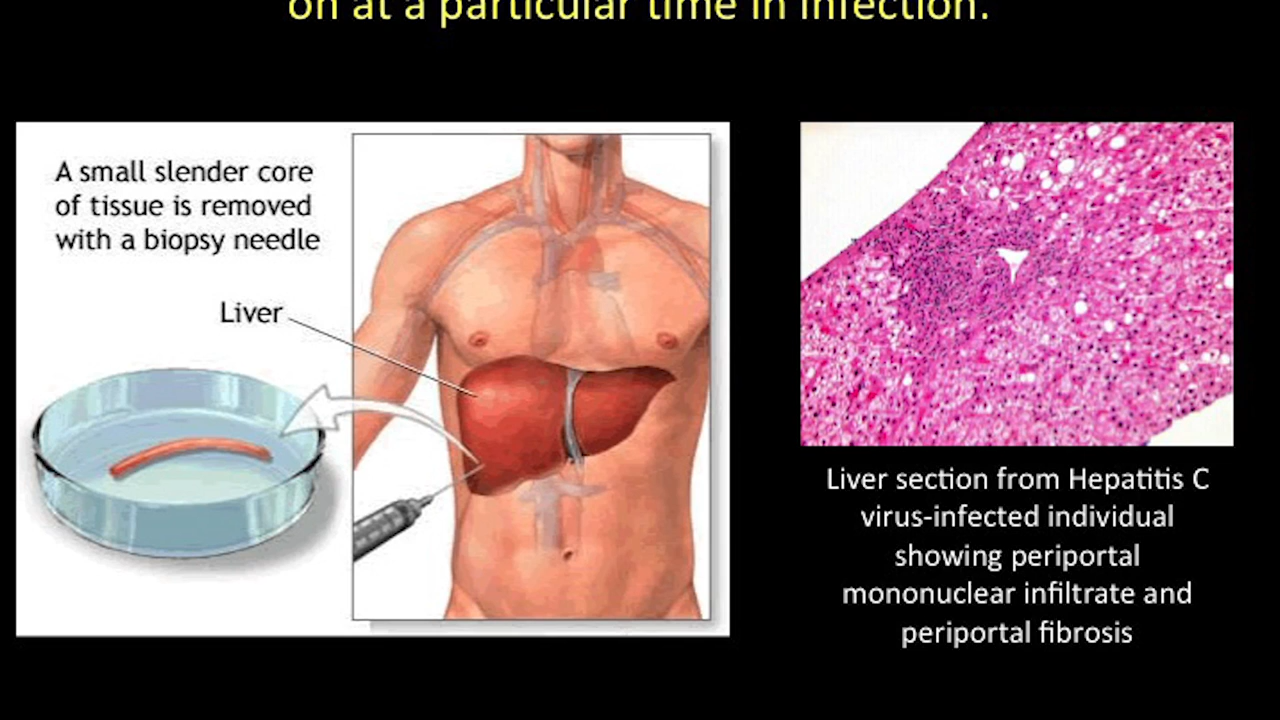 on at a particular time in infection.
A small slender core
of tissue is removed
with a biopsy needle
Liver
Liver section from Hepatitis C
virus-infected individual
showing periportal
mononuclear infiltrate and
periportal fibrosis